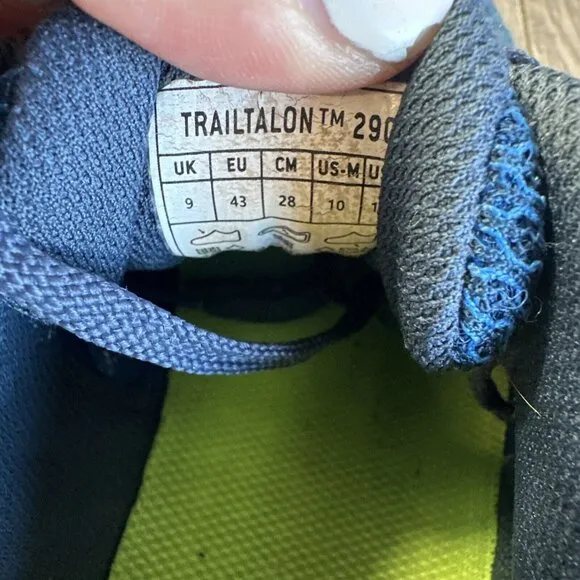 TRAILTALON™ 290
UK EU CM US-M
9 43 28 10